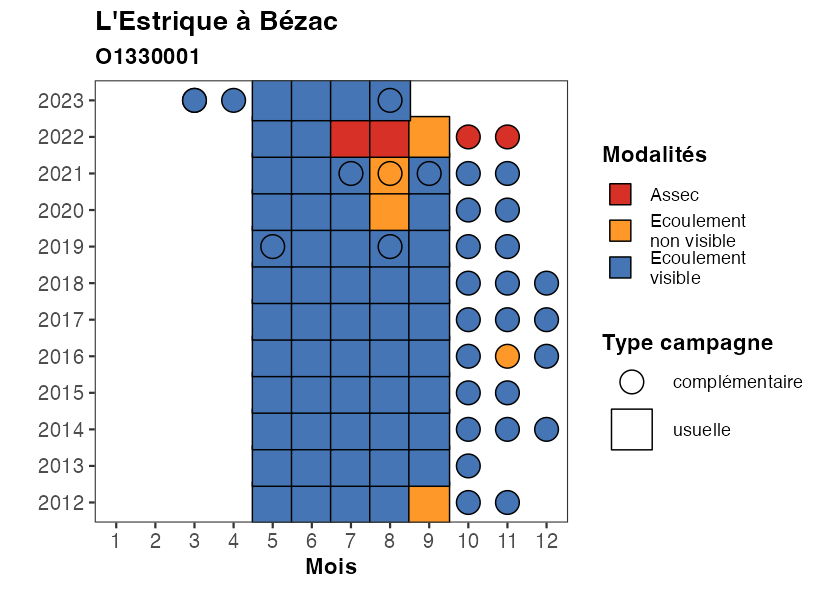 L'Estrique à Bézac
O1330001
2023
2022
2021
2020
2019
2018
2017
2016
2015
2014
2013
2012
1 2 3 4 5 6 7 8 9 10 11 12
Mois
Modalités
Assec
Ecoulement
non visible
Ecoulement
visible
Type campagne
complémentaire
usuelle